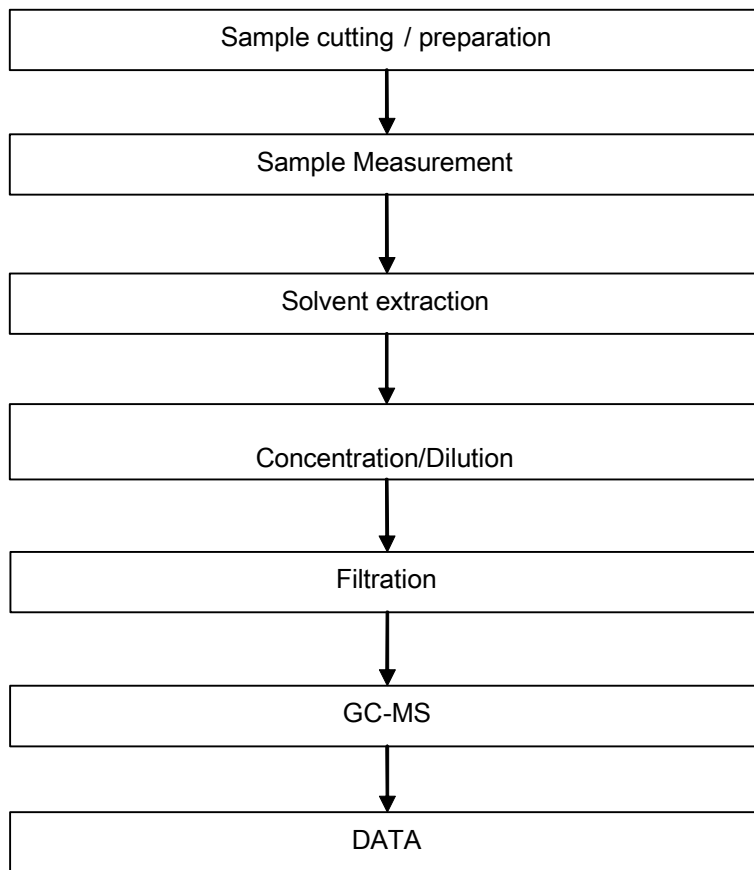 Sample cutting / preparation
Sample Measurement
Solvent extraction
Concentration/Dilution
Filtration
GC-MS
DATA